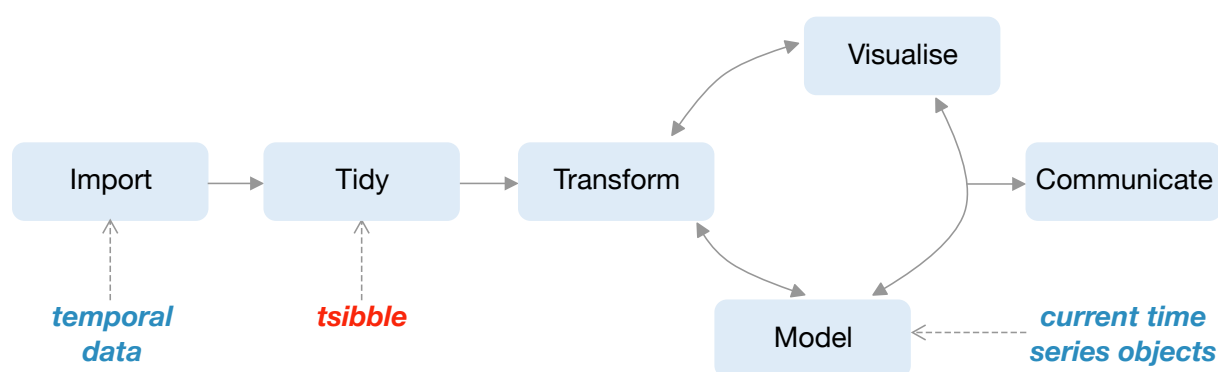 Visualise
Import
Tidy
Transform
Communicate
temporal
data
tsibble
Model
current time
series objects